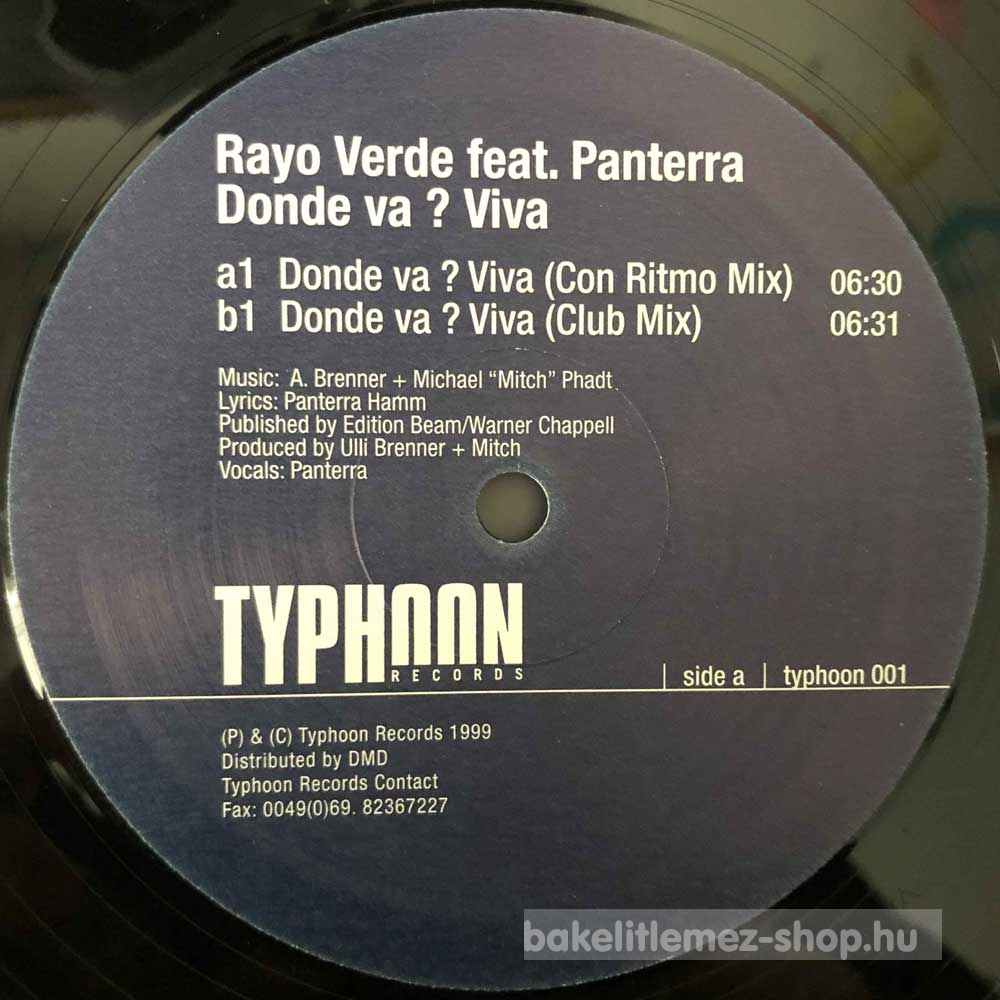 Rayo Verde feat. Panterra
Donde va ? Viva
a1 Donde va ? Viva (Con Ritmo Mix) 06:30
b1 Donde va ? Viva (Club Mix) 06:31
Music: A. Brenner + Michael “Mitch” Phadt.
Lyrics: Panterra Hamm
Published by Edition Beam/Warner Chappell
Produced by Ulli Brenner + Mitch
Vocals: Panterra
TYPHOON
RECORDS
| side a | typhoon 001
(P) & (C) Typhoon Records 1999
Distributed by DMD
Typhoon Records Contact
Fax: 0049(0)69. 82367227
bakelitlemez-shop.hu